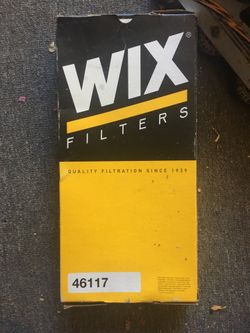 WIX®
FILTERS
QUALITY FILTRATION SINCE 1939
46117